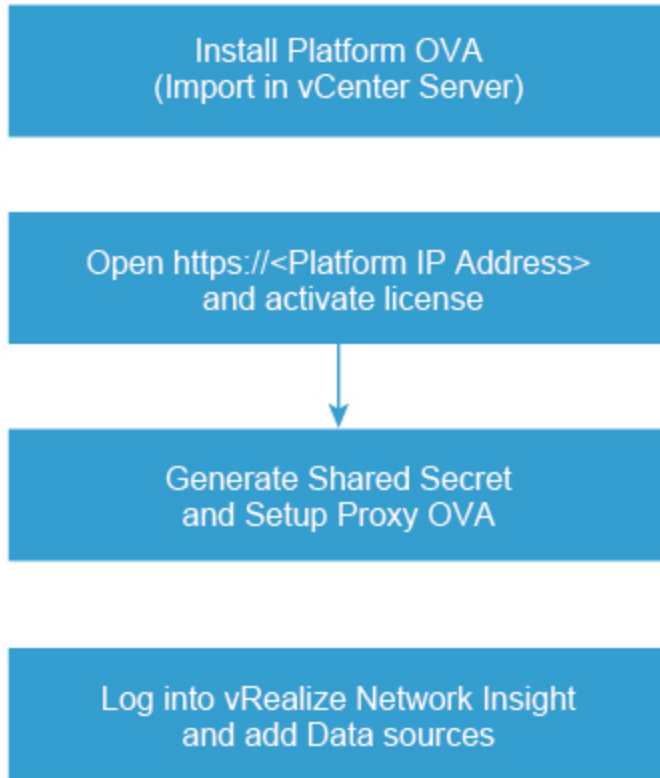 Install Platform OVA
(Import in vCenter Server)
Open https://<Platform IP Address>
and activate license
Generate Shared Secret
and Setup Proxy OVA
Log into vRealize Network Insight
and add Data sources